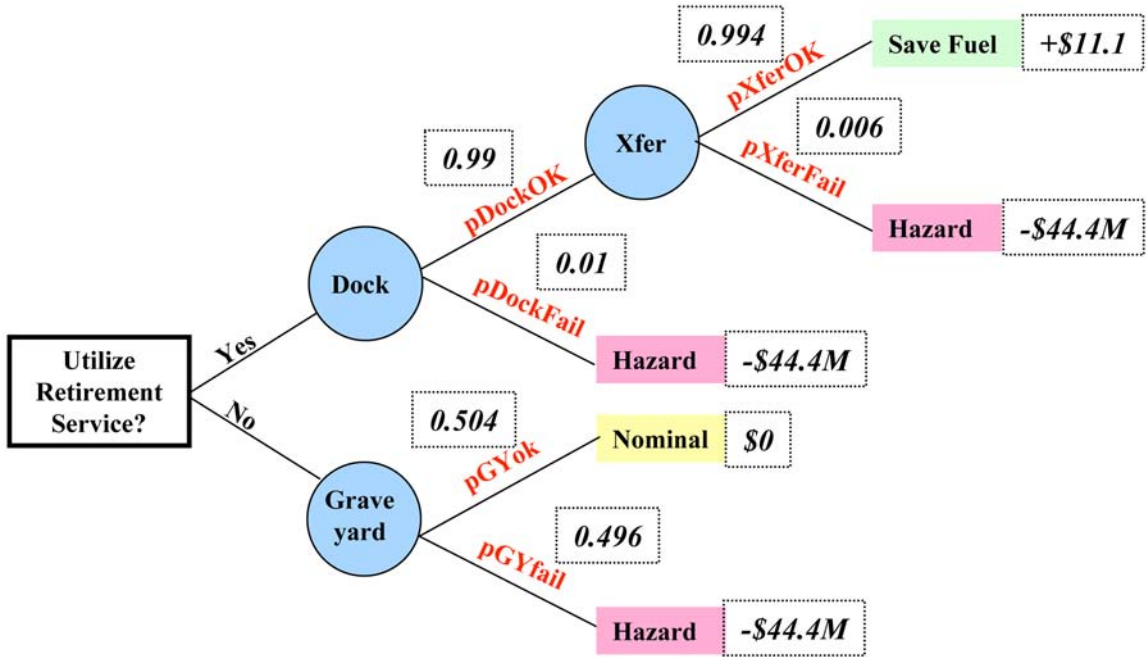 0.994
Save Fuel
+$11.1
pXferOK
0.006
Xfer
0.99
pXferFail
pDockOK
Hazard
-$44.4M
0.01
Dock
pDockFail
Yes
Utilize
Retirement
Service?
Hazard
-$44.4M
No
0.504
Nominal
$0
pGYok
Grave
yard
0.496
pGYfail
Hazard
-$44.4M